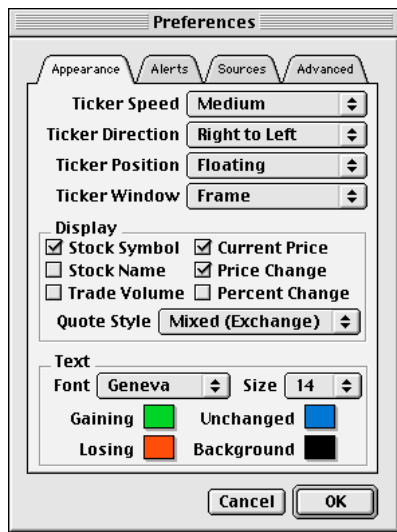 Preferences
Appearance Alerts Sources Advanced
Ticker Speed Medium
Ticker Direction Right to Left
Ticker Position Floating
Ticker Window Frame
Display
Stock Symbol Current Price
Stock Name Price Change
Trade Volume Percent Change
Quote Style Mixed (Exchange)
Text
Font Geneva Size 14
Gaining Unchanged
Losing Background
Cancel OK